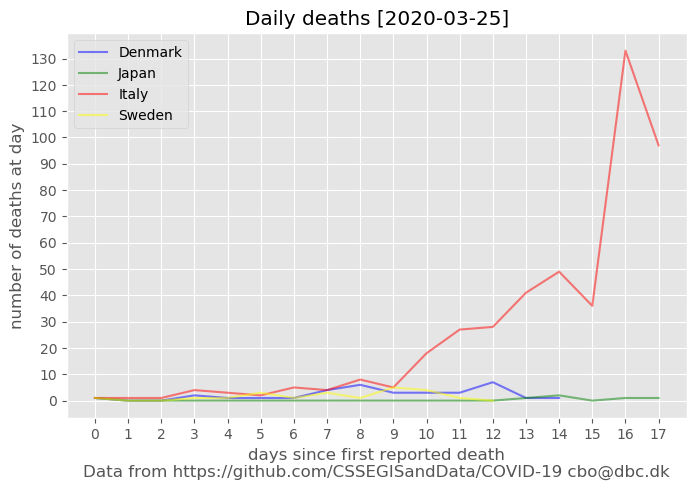 Daily deaths [2020-03-25]
Denmark
Japan
Italy
Sweden
number of deaths at day
130
120
110
100
90
80
70
60
50
40
30
20
10
0
0 1 2 3 4 5 6 7 8 9 10 11 12 13 14 15 16 17
days since first reported death
Data from https://github.com/CSSEGISandData/COVID-19 cbo@dbc.dk